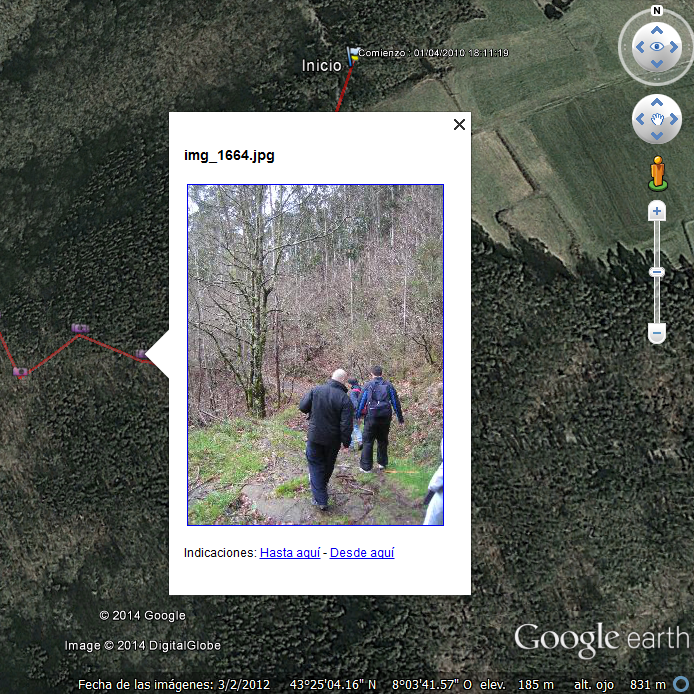 N
Comienzo : 01/04/2010 18:11:19
Inicio
img_1664.jpg
Indicaciones: Hasta aquí - Desde aquí
© 2014 Google
Image © 2014 DigitalGlobe
Google earth
Fecha de las imágenes: 3/2/2012 43°25'04.16" N 8°03'41.57" O elev. 185 m alt. ojo 831 m